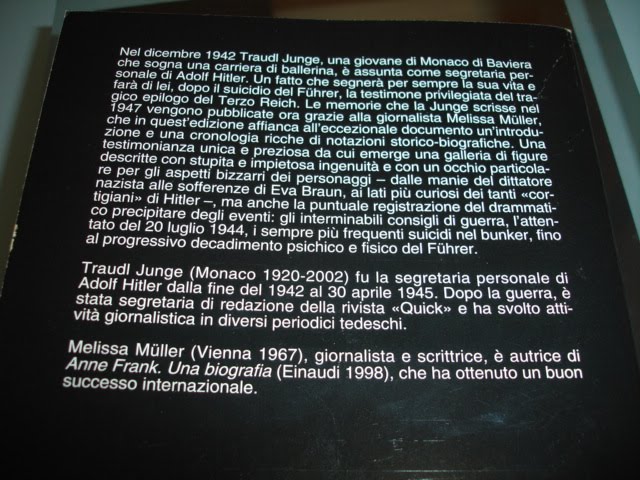 Nel dicembre 1942 Traudl Junge, una giovane di Monaco di Baviera
che sogna una carriera di ballerina, è assunta come segretaria per-
sonale di Adolf Hitler. Un fatto che segnerà per sempre la sua vita e
farà di lei, dopo il suicidio del Führer, la testimone privilegiata del tra-
gico epilogo del Terzo Reich. Le memorie che la Junge scrisse nel
1947 vengono pubblicate ora grazie alla giornalista Melissa Müller,
che in quest'edizione affianca all'eccezionale documento un'introdu-
zione e una cronologia ricche di notazioni storico-biografiche. Una
testimonianza unica e preziosa da cui emerge una galleria di figure
descritte con stupita e impietosa ingenuità e con un occhio particola-
re per gli aspetti bizzarri dei personaggi – dalle manie del dittatore
nazista alle sofferenze di Eva Braun, ai lati più curiosi dei tanti «cor-
tigiani» di Hitler –, ma anche la puntuale registrazione del drammati-
co precipitare degli eventi: gli interminabili consigli di guerra, l'atten-
tato del 20 luglio 1944, i sempre più frequenti suicidi nel bunker, fino
al progressivo decadimento psichico e fisico del Führer.
Traudl Junge (Monaco 1920-2002) fu la segretaria personale di
Adolf Hitler dalla fine del 1942 al 30 aprile 1945. Dopo la guerra, è
stata segretaria di redazione della rivista «Quick» e ha svolto atti-
vità giornalistica in diversi periodici tedeschi.
Melissa Müller (Vienna 1967), giornalista e scrittrice, è autrice di
Anne Frank. Una biografia (Einaudi 1998), che ha ottenuto un buon
successo internazionale.